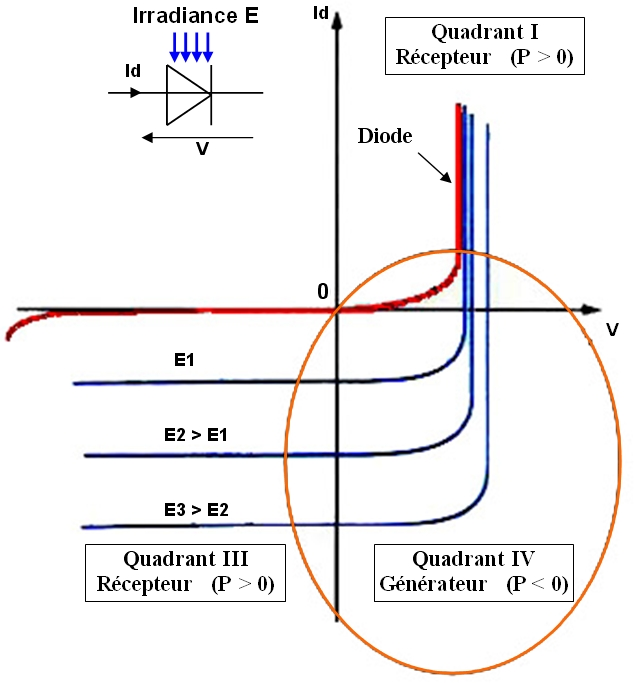 Irradiance E
Id
V
Id
Quadrant I
Récepteur (P > 0)
Diode
0
V
E1
E2 > E1
E3 > E2
Quadrant III
Récepteur (P > 0)
Quadrant IV
Générateur (P < 0)